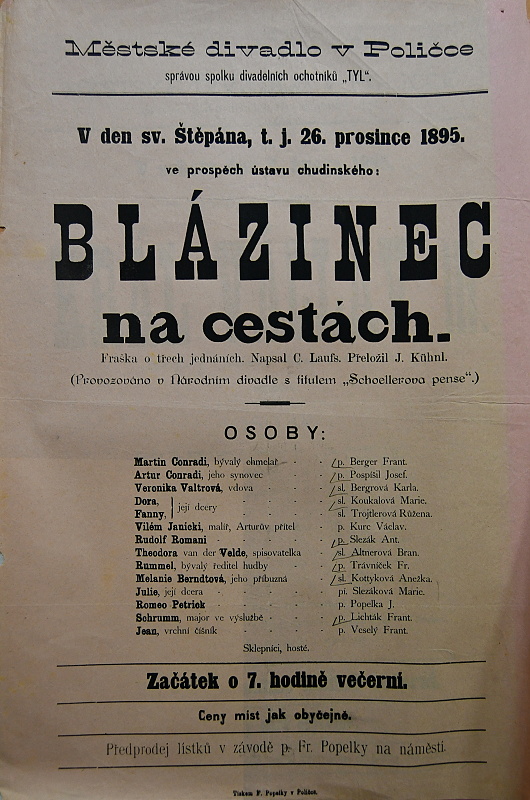 Městské divadlo v Poličce
správou spolku divadelních ochotníků „TYL“.
V den sv. Štěpána, t. j. 26. prosince 1895.
ve prospěch ústavu chudinského:
BLÁZINEC
na cestách.
Fraška o třech jednáních. Napsal C. Laufs. Přeložil J. Kühnl.
(Provozováno v Národním divadle s titulem „Schoellerova pense“.)
OSOBY:
Martin Conradi, bývalý chmelař - - p. Berger Frant.
Artur Conradi, jeho synovec - - p. Pospíšil Josef.
Veronika Valtrová, vdova - - - sl. Bergrová Karla.
Dora, - - sl. Koukalová Marie.
její dcery
Fanny, - - sl. Trojtlerova Růžena.
Vilém Janický, malíř, Arturův přítel - p. Kurc Václav.
Rudolf Romani - - - - - p. Slezák Ant.
Theodora van der Velde, spisovatelka - sl. Altnerová Bran.
Rummel, bývalý ředitel hudby - - p. Trávníček Fr.
Melanie Berndtová, jeho příbuzná - sl. Kottyková Anežka.
Julie, její dcera - - - - pí. Slezáková Marie.
Romeo Petrick - - - - - p. Popelka J.
Schrumm, major ve výslužbě - - - p. Lichták Frant.
Jean, vrchní číšník - - - - p. Veselý Frant.
Sklepníci, hosté.
Začátek o 7. hodině večerní.
Ceny míst jak obyčejně.
Předprodej lístků v závodě p. Fr. Popelky na náměstí.
Tiskem F. Popelky v Poličce.